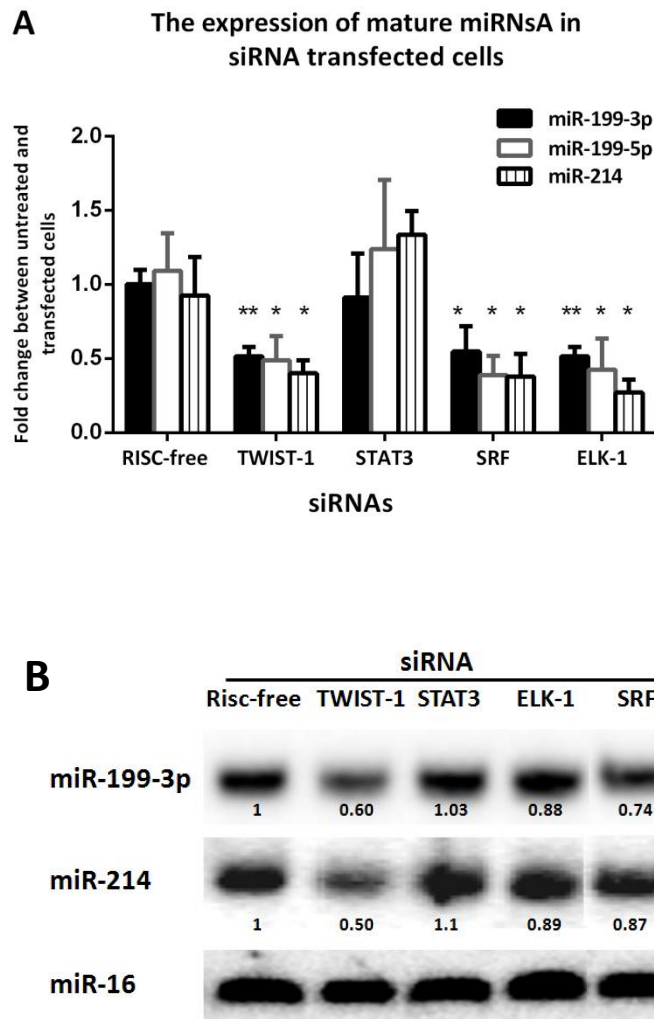 A
The expression of mature miRNsA in
siRNA transfected cells
Fold change between untreated and
transfected cells
2.0
1.5
1.0
0.5
0.0
miR-199-3p
miR-199-5p
miR-214
** * *
* * *
** * *
RISC-free TWIST-1 STAT3 SRF ELK-1
siRNAs
B
siRNA
Risc-free TWIST-1 STAT3 ELK-1 SRF
miR-199-3p
1 0.60 1.03 0.88 0.74
miR-214
1 0.50 1.1 0.89 0.87
miR-16